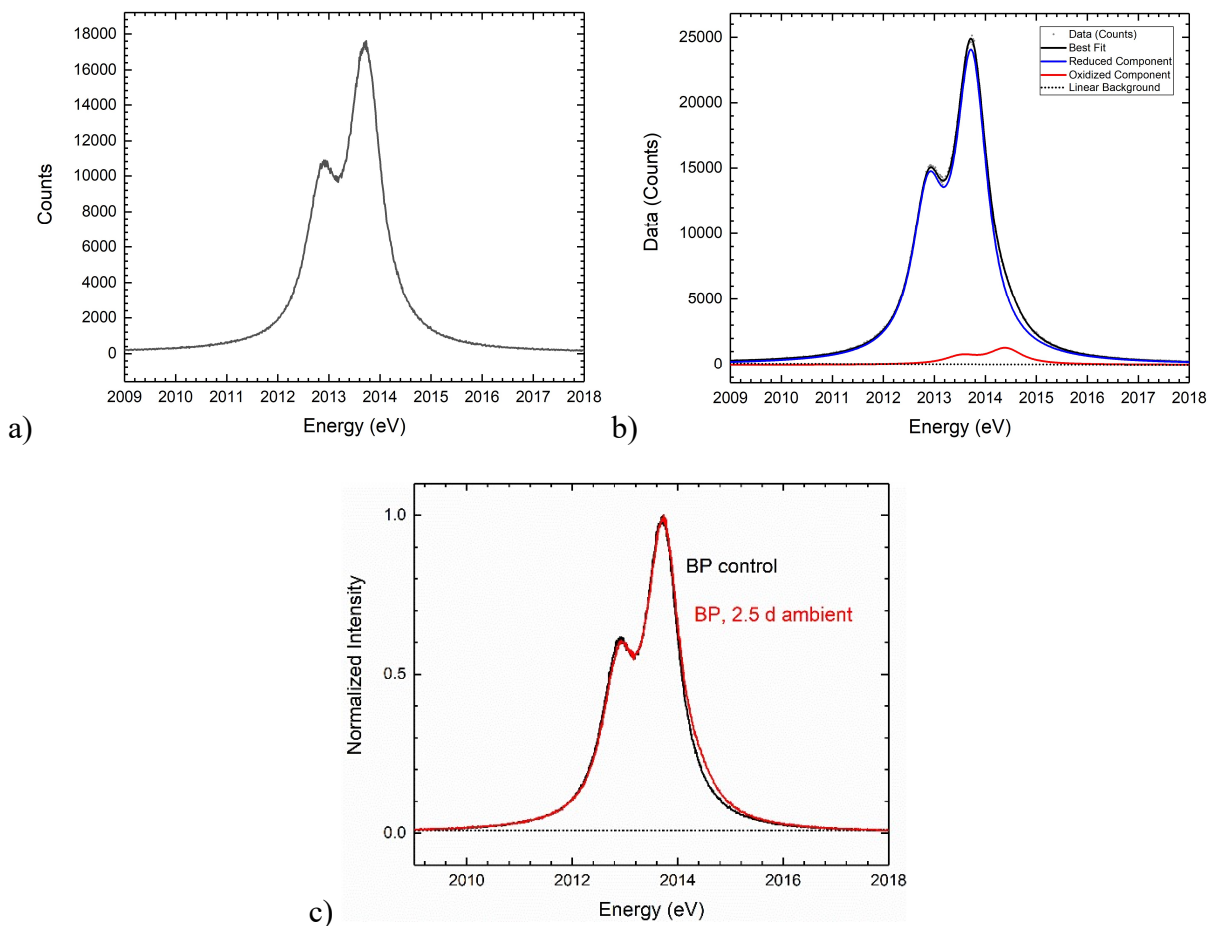 18000
16000
14000
12000
10000
8000
6000
4000
2000
0
Counts
2009 2010 2011 2012 2013 2014 2015 2016 2017 2018
Energy (eV)
a)
25000
20000
15000
10000
5000
0
Data (Counts)
Data (Counts)
Best Fit
Reduced Component
Oxidized Component
Linear Background
2009 2010 2011 2012 2013 2014 2015 2016 2017 2018
Energy (eV)
b)
1.0
0.5
0.0
Normalized Intensity
BP control
BP, 2.5 d ambient
2010 2012 2014 2016 2018
Energy (eV)
c)